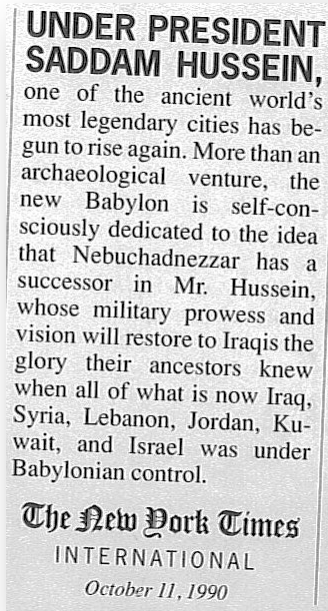 UNDER PRESIDENT
SADDAM HUSSEIN,
one of the ancient world's
most legendary cities has be-
gun to rise again. More than an
archaeological venture, the
new Babylon is self-con-
sciously dedicated to the idea
that Nebuchadnezzar has a
successor in Mr. Hussein,
whose military prowess and
vision will restore to Iraqis the
glory their ancestors knew
when all of what is now Iraq,
Syria, Lebanon, Jordan, Ku-
wait, and Israel was under
Babylonian control.
The New York Times
INTERNATIONAL
October 11, 1990